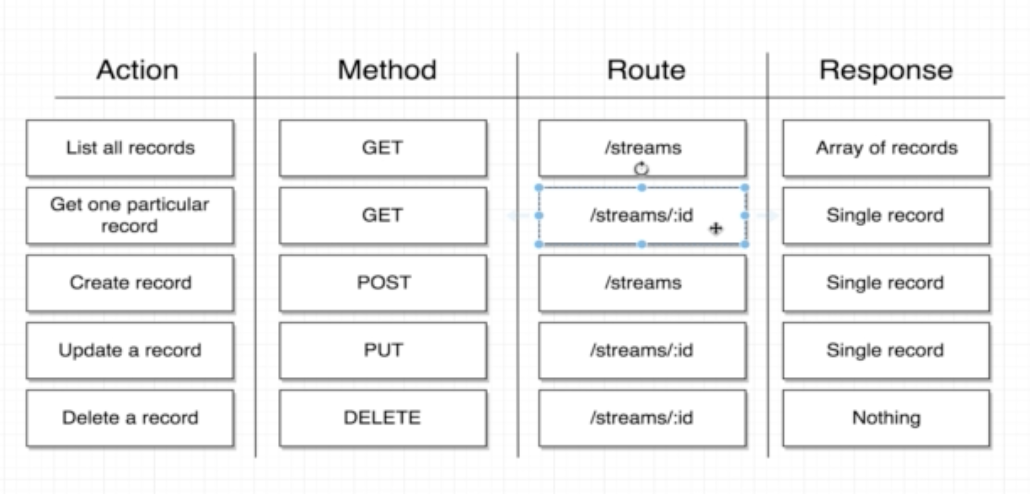 Action Method Route Response
List all records GET /streams Array of records
Get one particular
record GET /streams/:id Single record
Create record POST /streams Single record
Update a record PUT /streams/:id Single record
Delete a record DELETE /streams/:id Nothing